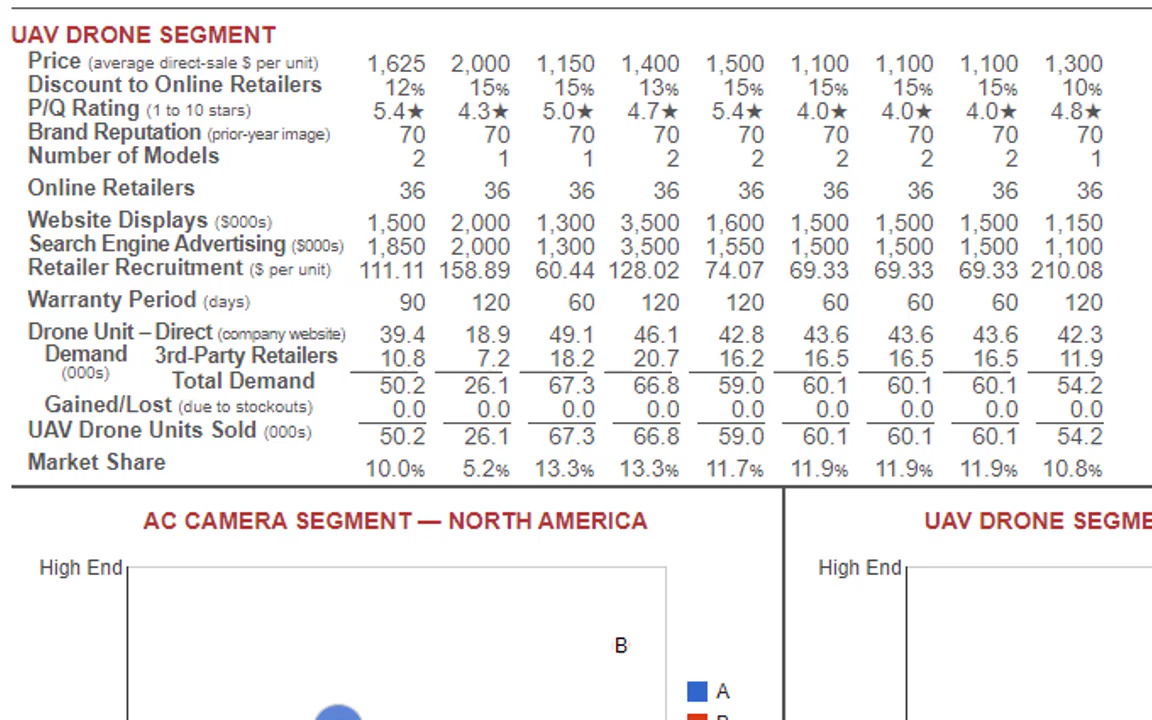 UAV DRONE SEGMENT
Price (average direct-sale $ per unit) 1,625 2,000 1,150 1,400 1,500 1,100 1,100 1,100 1,300
Discount to Online Retailers 12% 15% 15% 13% 15% 15% 15% 15% 10%
P/Q Rating (1 to 10 stars) 5.4★ 4.3★ 5.0★ 4.7★ 5.4★ 4.0★ 4.0★ 4.0★ 4.8★
Brand Reputation (prior-year image) 70 70 70 70 70 70 70 70 70
Number of Models 2 1 1 2 2 2 2 2 1
Online Retailers 36 36 36 36 36 36 36 36 36
Website Displays ($000s) 1,500 2,000 1,300 3,500 1,600 1,500 1,500 1,500 1,150
Search Engine Advertising ($000s) 1,850 2,000 1,300 3,500 1,550 1,500 1,500 1,500 1,100
Retailer Recruitment ($ per unit) 111.11 158.89 60.44 128.02 74.07 69.33 69.33 69.33 210.08
Warranty Period (days) 90 120 60 120 120 60 60 60 120
Drone Unit – Direct (company website) 39.4 18.9 49.1 46.1 42.8 43.6 43.6 43.6 42.3
Demand 3rd-Party Retailers 10.8 7.2 18.2 20.7 16.2 16.5 16.5 16.5 11.9
(000s) Total Demand 50.2 26.1 67.3 66.8 59.0 60.1 60.1 60.1 54.2
Gained/Lost (due to stockouts) 0.0 0.0 0.0 0.0 0.0 0.0 0.0 0.0 0.0
UAV Drone Units Sold (000s) 50.2 26.1 67.3 66.8 59.0 60.1 60.1 60.1 54.2
Market Share 10.0% 5.2% 13.3% 13.3% 11.7% 11.9% 11.9% 11.9% 10.8%
AC CAMERA SEGMENT — NORTH AMERICA
UAV DRONE SEGME
High End
High End
B
A